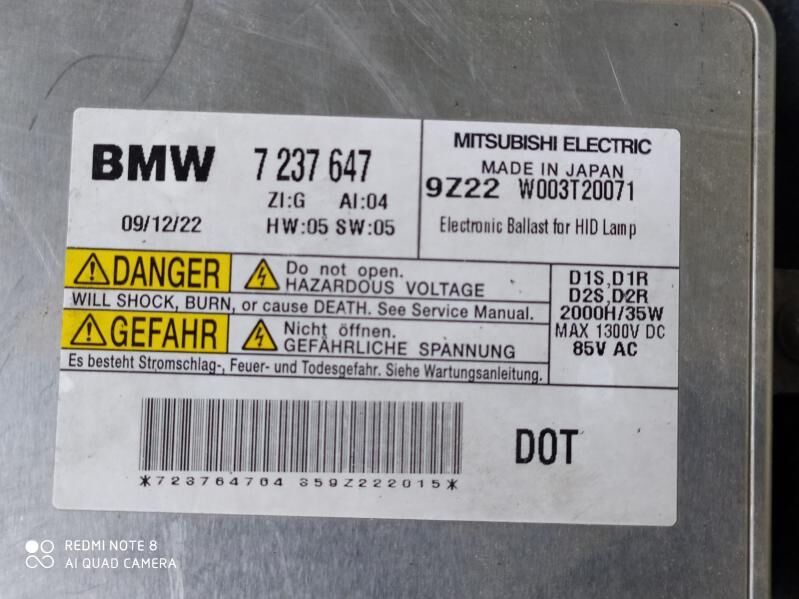 BMW 7 237 647
ZI:G AI:04
09/12/22 HW:05 SW:05
MITSUBISHI ELECTRIC
MADE IN JAPAN
9Z22 W003T20071
Electronic Ballast for HID Lamp
DANGER Do not open.
HAZARDOUS VOLTAGE
WILL SHOCK, BURN, or cause DEATH. See Service Manual.
GEFAHR Nicht öffnen.
GEFÄHRLICHE SPANNUNG
Es besteht Stromschlag-, Feuer- und Todesgefahr. Siehe Wartungsanleitung.
D1S, D1R
D2S, D2R
2000H/35W
MAX 1300V DC
85V AC
DOT
*723764704 359Z222015*
REDMI NOTE 8
AI QUAD CAMERA